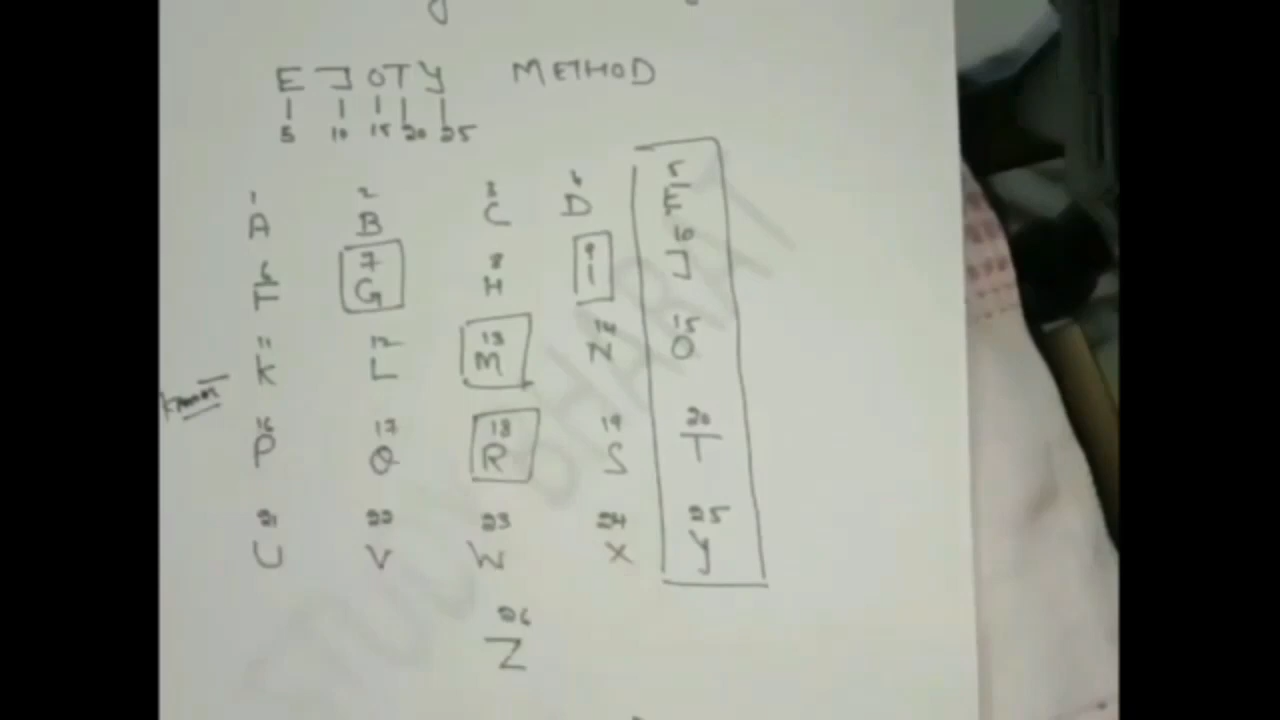 E J O T Y METHOD
5 10 15 20 25
1 2 3 4 5
A B C D E
6 7 8 9 10
F G H I J
11 12 13 14 15
K L M N O
16 17 18 19 20
P Q R S T
21 22 23 24 25
U V W X Y
26
Z
BHARAT